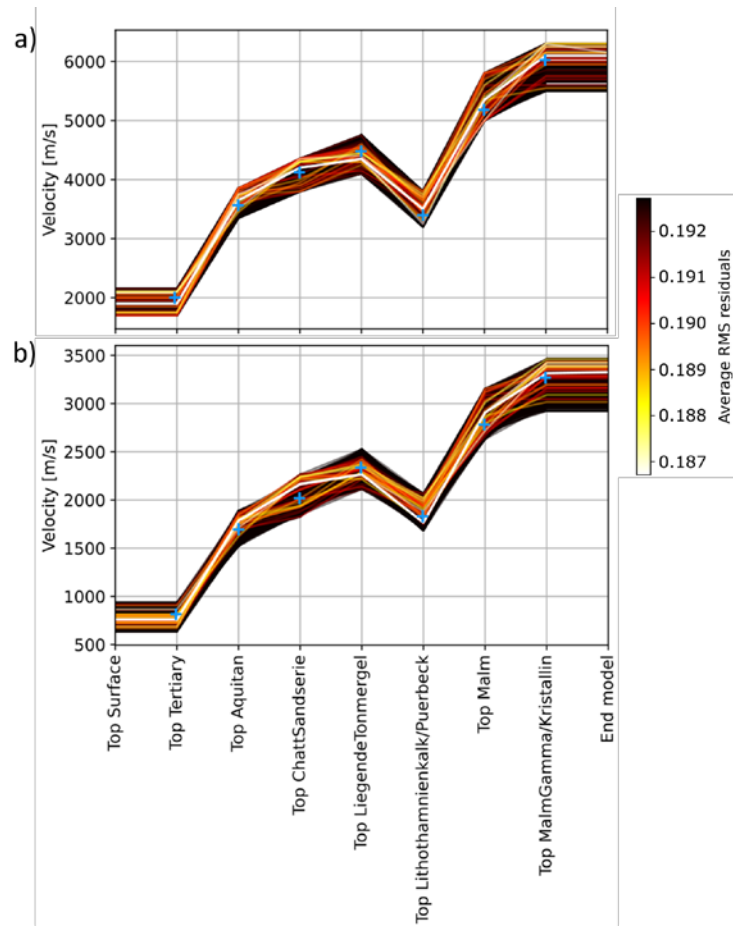 a)
Velocity [m/s]
6000
5000
4000
3000
2000
b)
Velocity [m/s]
3500
3000
2500
2000
1500
1000
500
Top Surface
Top Tertiary
Top Aquitan
Top ChattSandserie
Top LiegendeTonmergel
Top Lithothamnienkalk/Puerbeck
Top Malm
Top MalmGamma/Kristallin
End model
0.192
0.191
0.190
0.189
0.188
0.187
Average RMS residuals